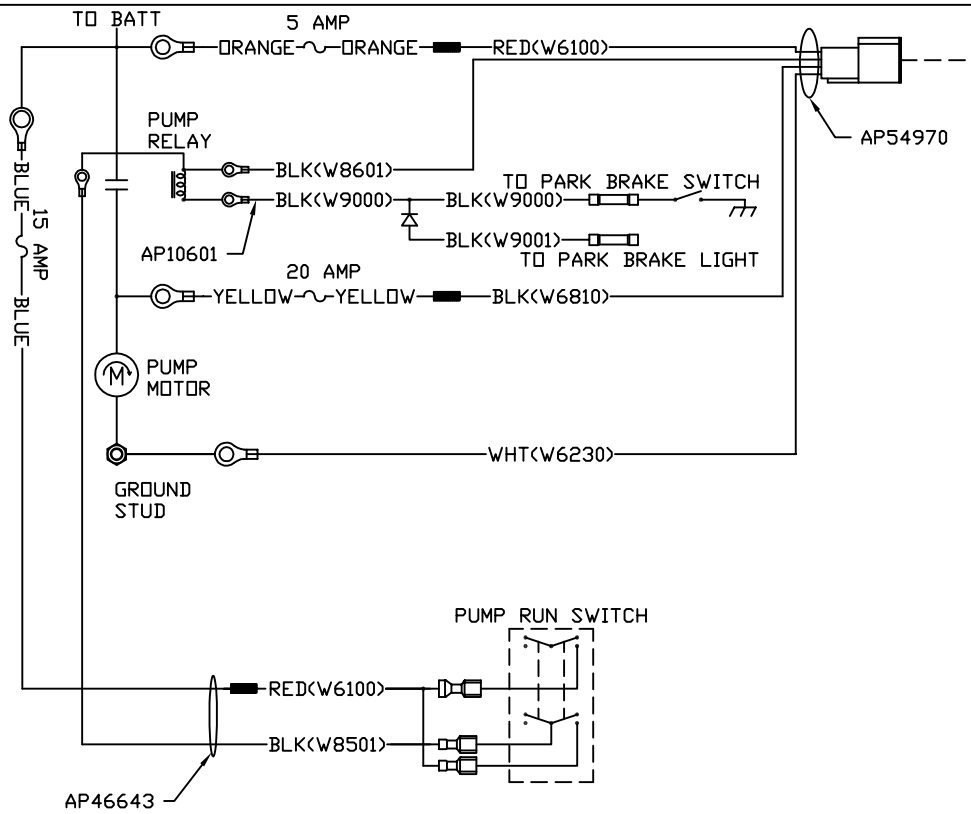 TO BATT
5 AMP
ORANGE
ORANGE
RED(W6100)
AP54970
PUMP
RELAY
BLK(W8601)
TO PARK BRAKE SWITCH
BLK(W9000)
BLK(W9000)
BLK(W9001)
TO PARK BRAKE LIGHT
AP10601
BLUE
15 AMP
BLUE
20 AMP
YELLOW
YELLOW
BLK(W6810)
M
PUMP
MOTOR
WHT(W6230)
GROUND
STUD
PUMP RUN SWITCH
RED(W6100)
BLK(W8501)
AP46643